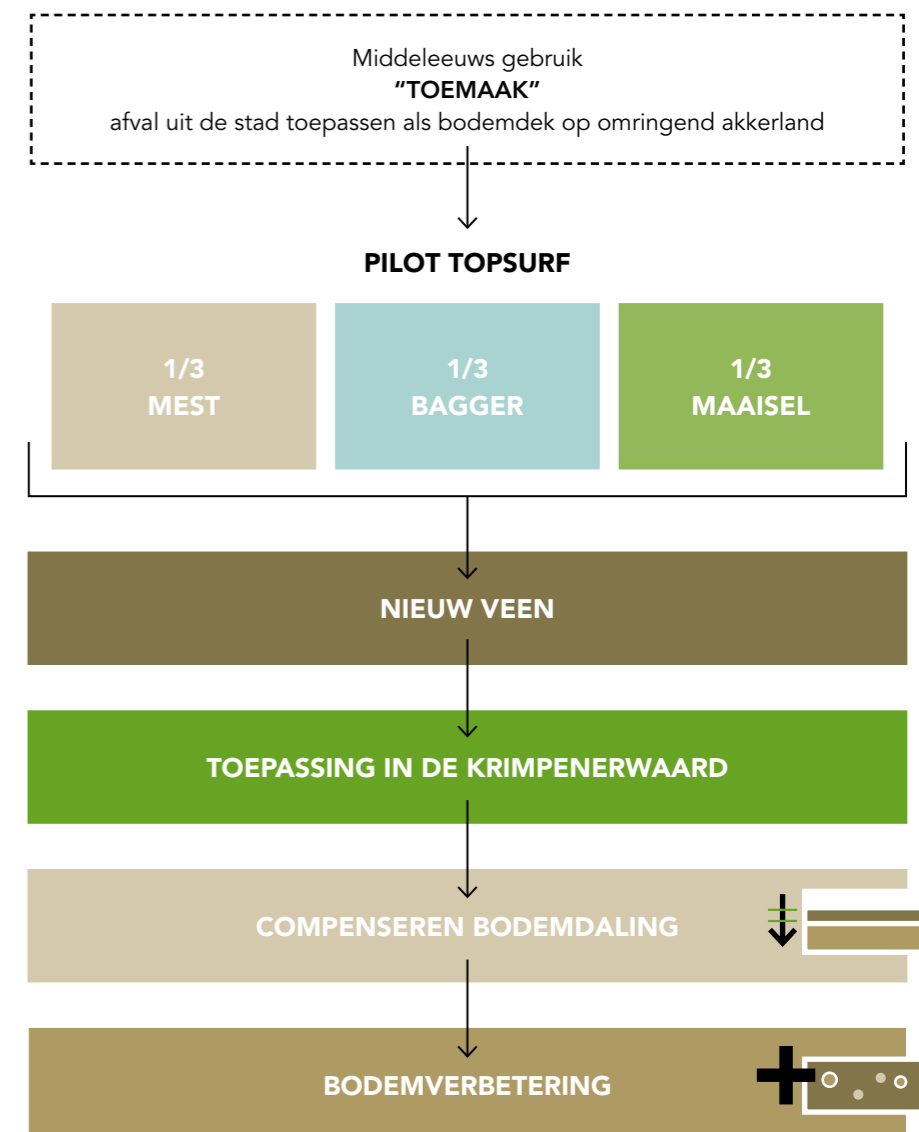 Middeleeuws gebruik
“TOEMAAK”
afval uit de stad toepassen als bodemdek op omringend akkerland
PILOT TOPSURF
1/3
MEST
1/3
BAGGER
1/3
MAAISEL
NIEUW VEEN
TOEPASSING IN DE KRIMPENERWAARD
COMPENSEREN BODEMDALING
BODEMVERBETERING